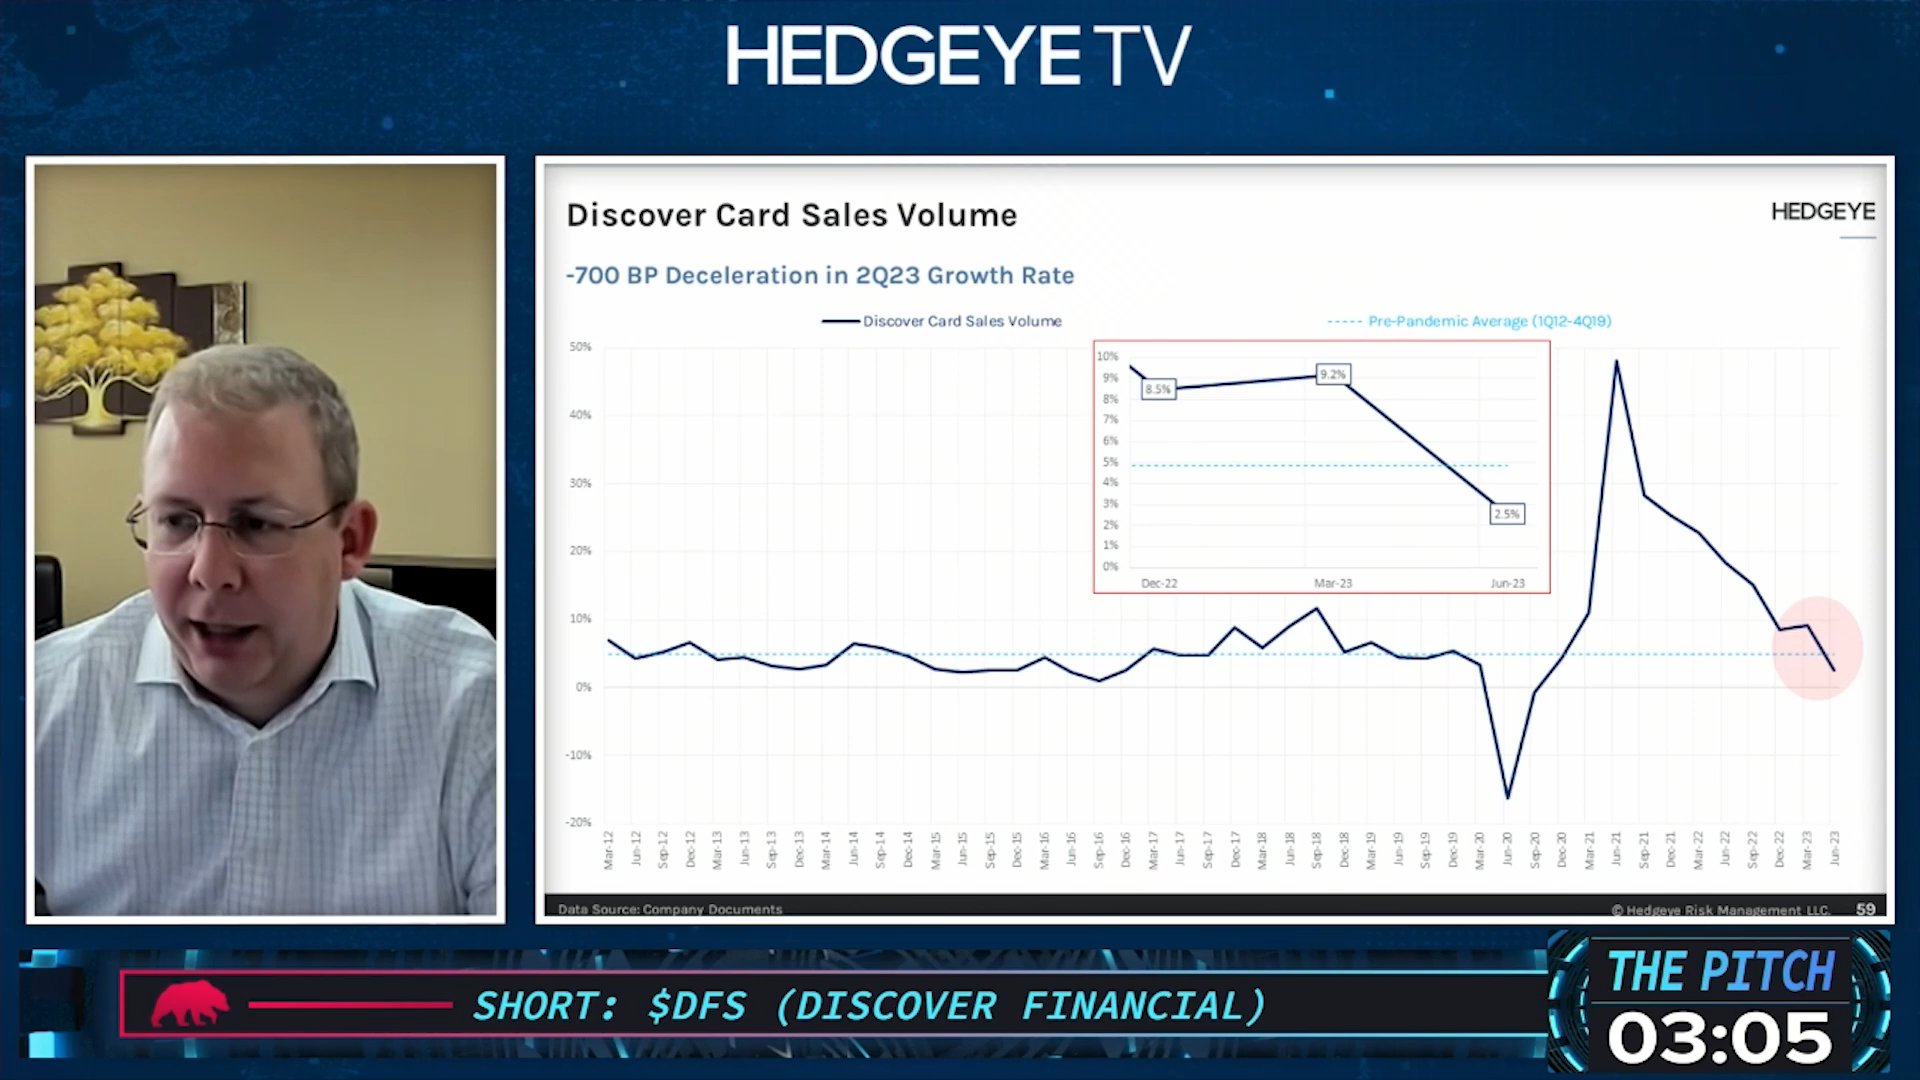 HEDGEYE TV
Discover Card Sales Volume
HEDGEYE
-700 BP Deceleration in 2Q23 Growth Rate
Discover Card Sales Volume
Pre-Pandemic Average (1Q12-4Q19)
50%
40%
30%
20%
10%
0%
-10%
-20%
10%
9%
8%
7%
6%
5%
4%
3%
2%
1%
0%
8.5%
9.2%
2.5%
Dec-22
Mar-23
Jun-23
Mar-12
Jun-12
Sep-12
Dec-12
Mar-13
Jun-13
Sep-13
Dec-13
Mar-14
Jun-14
Sep-14
Dec-14
Mar-15
Jun-15
Sep-15
Dec-15
Mar-16
Jun-16
Sep-16
Dec-16
Mar-17
Jun-17
Sep-17
Dec-17
Mar-18
Jun-18
Sep-18
Dec-18
Mar-19
Jun-19
Sep-19
Dec-19
Mar-20
Jun-20
Sep-20
Dec-20
Mar-21
Jun-21
Sep-21
Dec-21
Mar-22
Jun-22
Sep-22
Dec-22
Mar-23
Jun-23
Data Source: Company Documents
© Hedgeye Risk Management LLC.
59
SHORT: $DFS (DISCOVER FINANCIAL)
THE PITCH
03:05